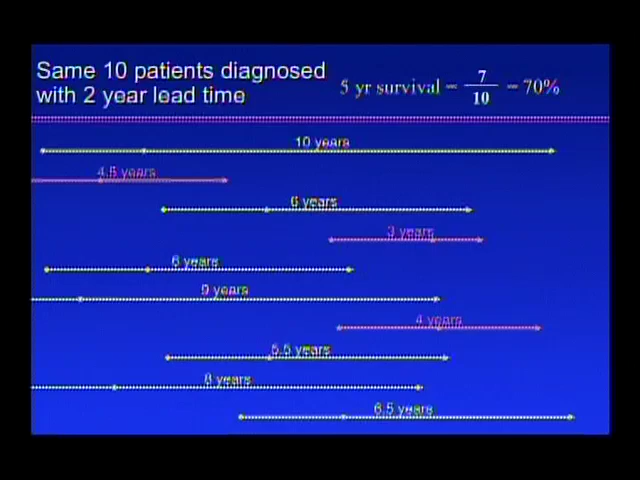 Same 10 patients diagnosed
with 2 year lead time
5 yr survival = 7/10 = 70%
10 years
4.5 years
6 years
3 years
6 years
9 years
4 years
5.5 years
8 years
6.5 years